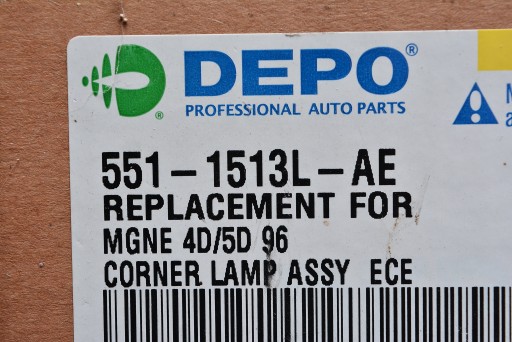 DEPO®
PROFESSIONAL AUTO PARTS
551-1513L-AE
REPLACEMENT FOR
MGNE 4D/5D 96
CORNER LAMP ASSY ECE